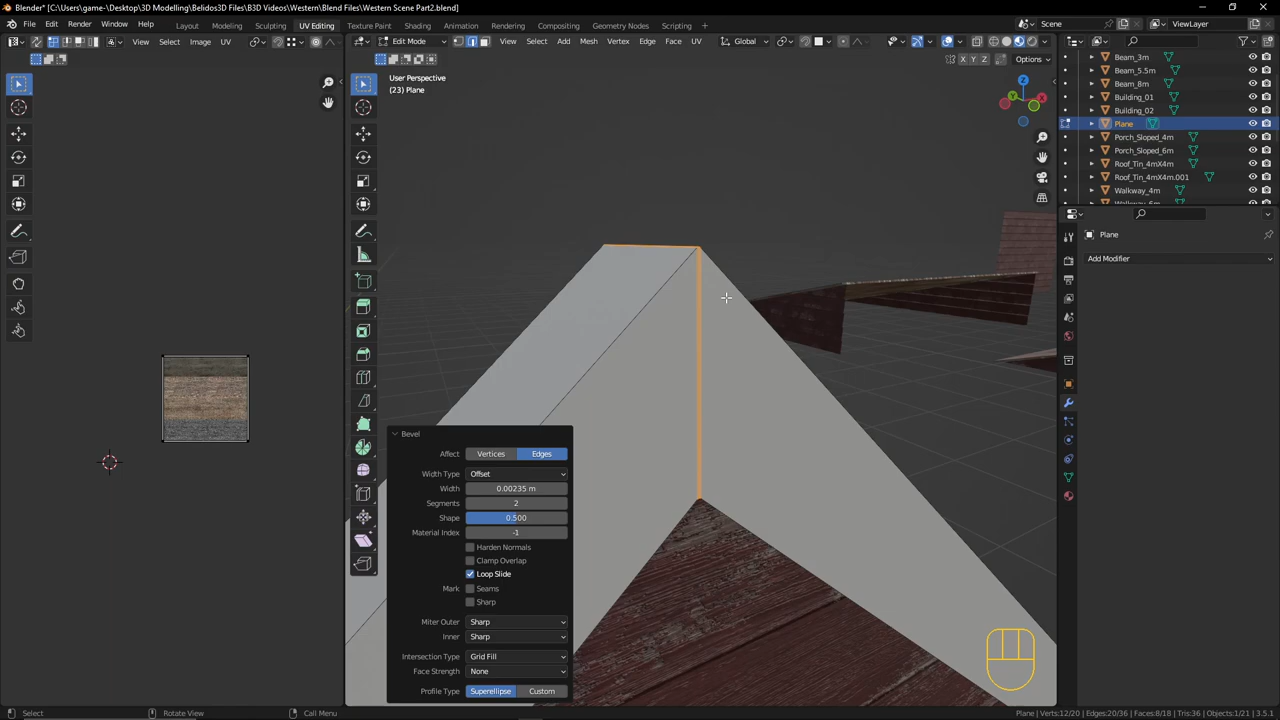 Blender* [C:\Users\game-\Desktop\3D Modelling\Belidos3D Files\B3D Videos\Western\Blend Files\Western Scene Part2.blend]
File Edit Render Window Help Layout Modeling Sculpting UV Editing Texture Paint Shading Animation Rendering Compositing Geometry Nodes Scripting + Scene ViewLayer
View Select Image UV Edit Mode View Select Add Mesh Vertex Edge Face UV Global
X Y Z Options
User Perspective
(23) Plane
Z
Y
X
Beam_3m
Beam_5.5m
Beam_8m
Building_01
Building_02
Plane
Porch_Sloped_4m
Porch_Sloped_6m
Roof_Tin_4mX4m
Roof_Tin_4mX4m.001
Walkway_4m
Plane
Add Modifier
Bevel
Affect Vertices Edges
Width Type Offset
Width 0.00235 m
Segments 2
Shape 0.500
Material Index -1
Harden Normals
Clamp Overlap
Loop Slide
Mark Seams
Sharp
Miter Outer Sharp
Inner Sharp
Intersection Type Grid Fill
Face Strength None
Profile Type Superellipse Custom
Select Rotate View Call Menu Plane | Verts:12/20 | Edges:20/36 | Faces:8/18 | Tris:36 | Objects:1/21 | 3.5.1